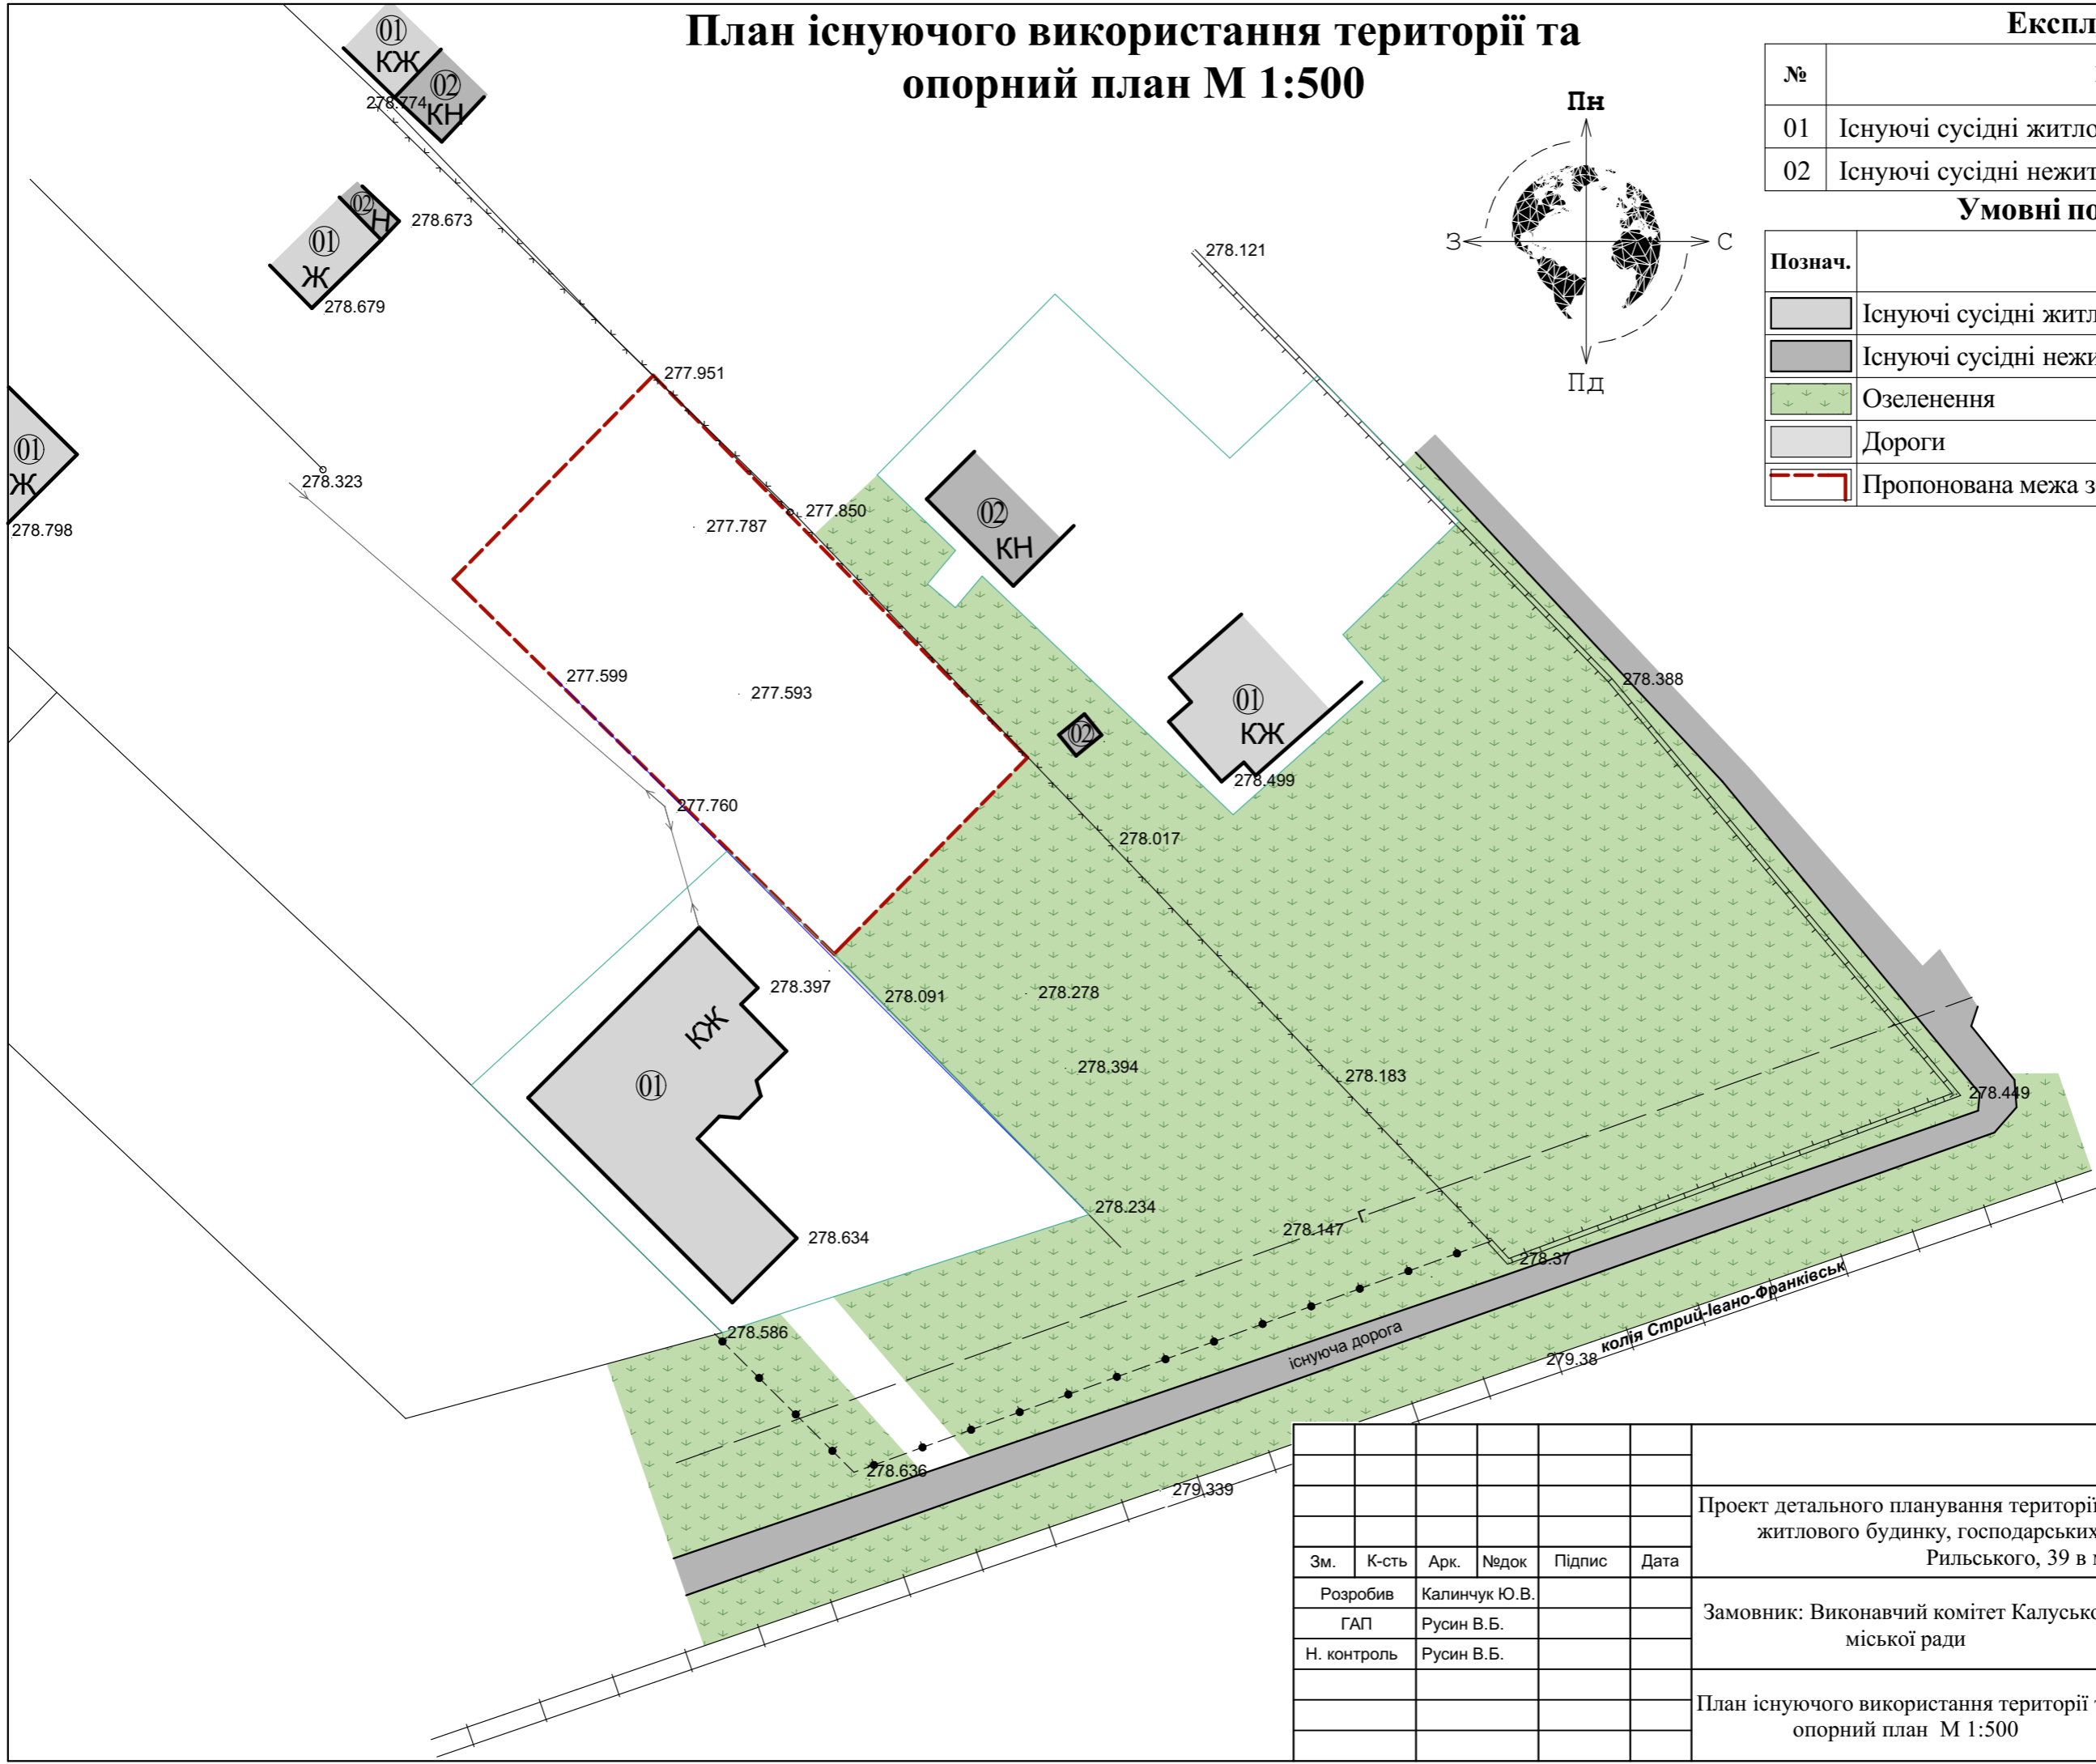 План існуючого використання території та
опорний план М 1:500
Експл
№
01 Існуючі сусідні житло
02 Існуючі сусідні нежит
Умовні по
Познач.
Існуючі сусідні житл
Існуючі сусідні нежи
Озеленення
Дороги
Пропонована межа з
Пн
З
С
Пд
01
КЖ
02
КН
278.774
02
Н
278.673
01
Ж
278.679
278.121
277.951
01
Ж
278.798
278.323
277.850
277.787
02
КН
277.599
277.593
278.388
01
КЖ
02
278.499
277.760
278.017
278.397
278.091
278.278
КЖ
01
278.394
278.183
278.449
278.234
278.147
Г
278.634
278.37
278.586
існуюча дорога
колія Стрий-Івано-Франківськ
279.38
278.636
279.339
Зм. К-сть Арк. №док Підпис Дата
Розробив Калинчук Ю.В.
ГАП Русин В.Б.
Н. контроль Русин В.Б.
Проект детального планування території
житлового будинку, господарських
Рильського, 39 в
Замовник: Виконавчий комітет Калусько
міської ради
План існуючого використання території
опорний план М 1:500